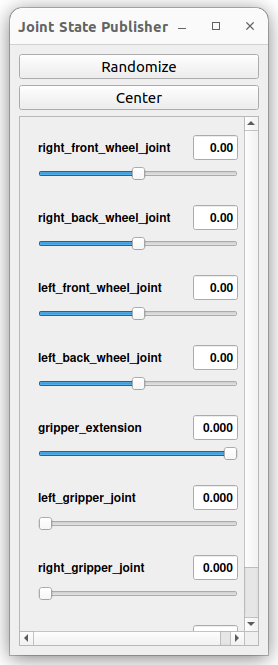 Joint State Publisher
Randomize
Center
right_front_wheel_joint 0.00
right_back_wheel_joint 0.00
left_front_wheel_joint 0.00
left_back_wheel_joint 0.00
gripper_extension 0.000
left_gripper_joint 0.000
right_gripper_joint 0.000